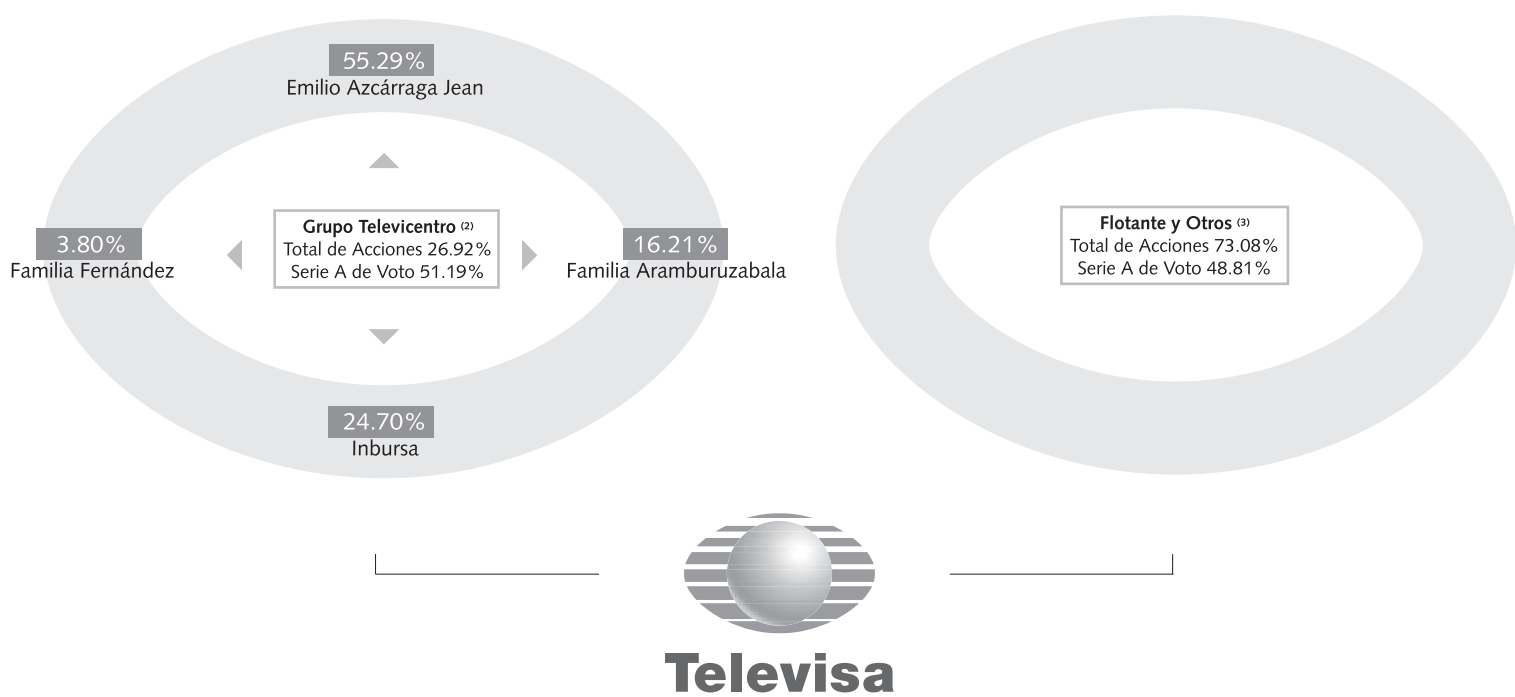 55.29%
Emilio Azcárraga Jean
3.80%
Familia Fernández
Grupo Televicentro (2)
Total de Acciones 26.92%
Serie A de Voto 51.19%
16.21%
Familia Aramburuzabala
24.70%
Inbursa
Flotante y Otros (3)
Total de Acciones 73.08%
Serie A de Voto 48.81%
Televisa